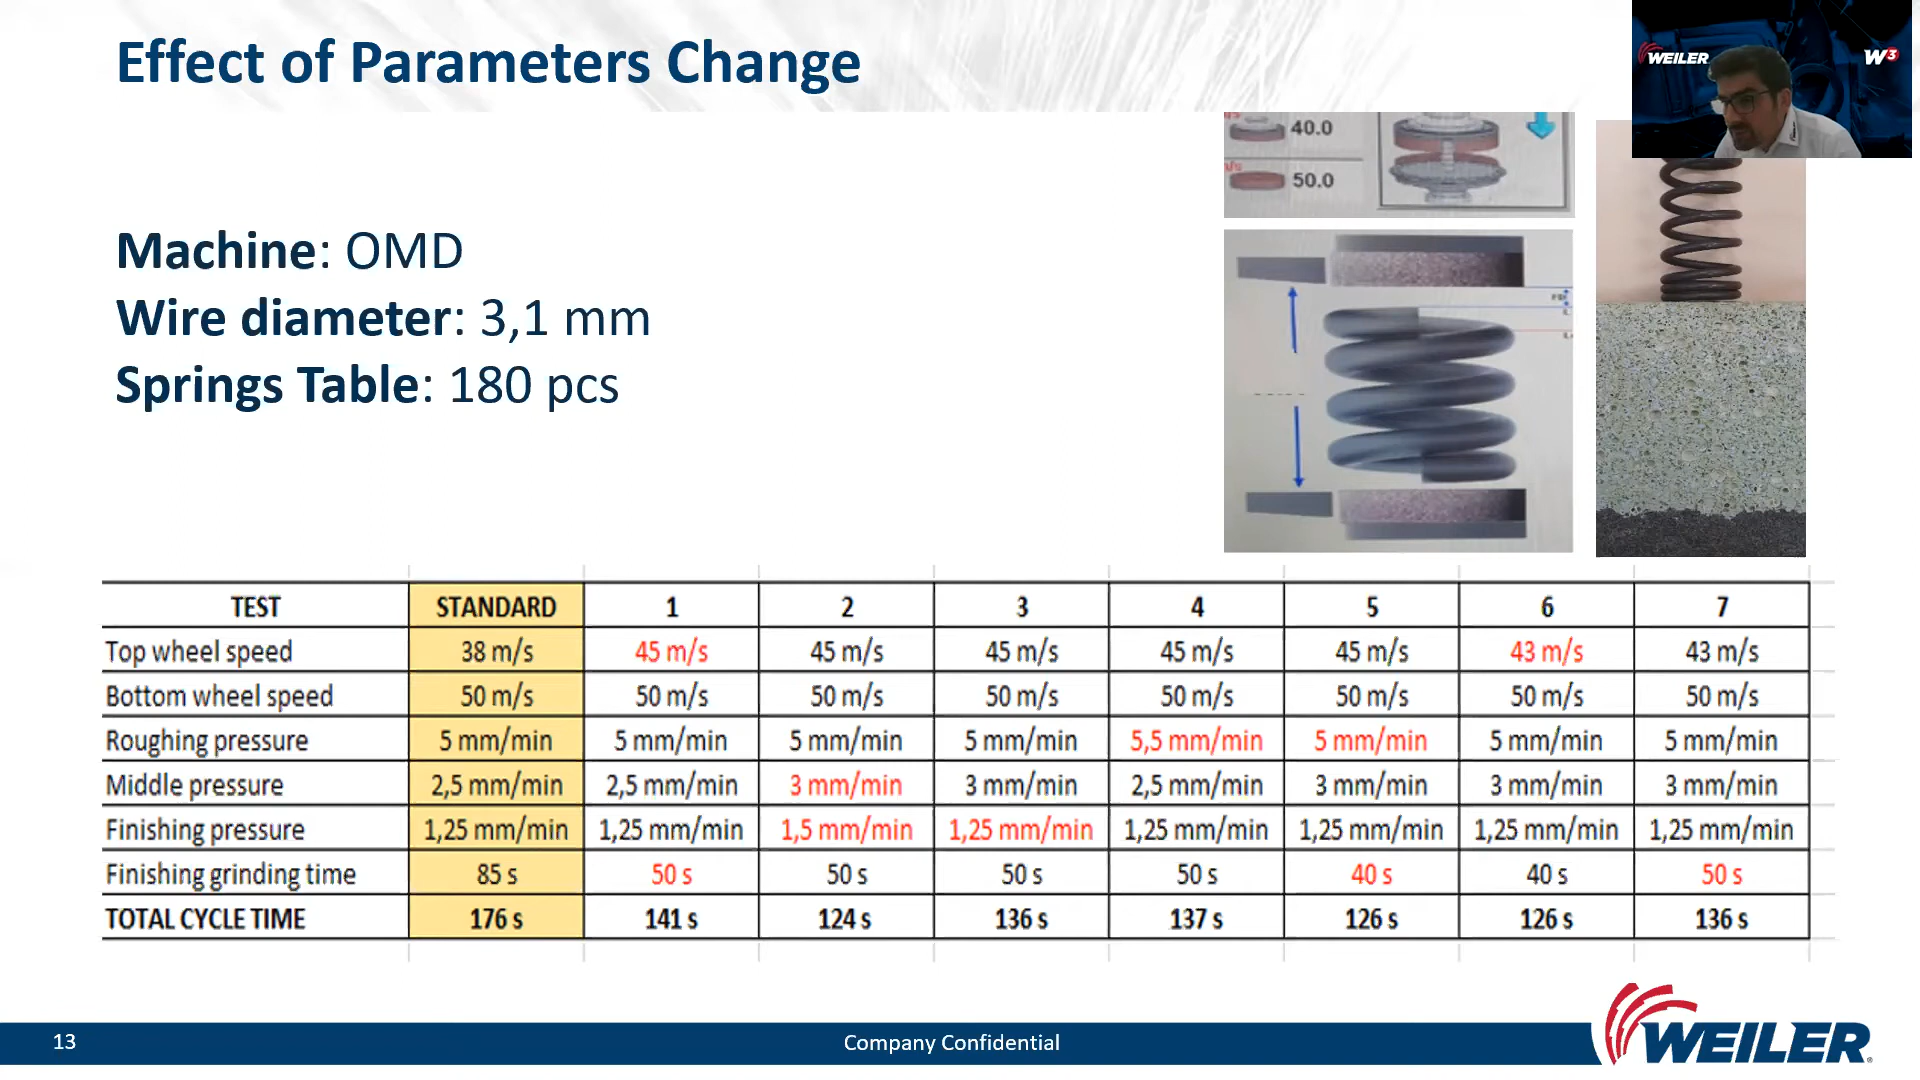 Effect of Parameters Change
WEILER
W3
40.0
50.0
Machine: OMD
Wire diameter: 3,1 mm
Springs Table: 180 pcs
TEST STANDARD 1 2 3 4 5 6 7
Top wheel speed 38 m/s 45 m/s 45 m/s 45 m/s 45 m/s 45 m/s 43 m/s 43 m/s
Bottom wheel speed 50 m/s 50 m/s 50 m/s 50 m/s 50 m/s 50 m/s 50 m/s 50 m/s
Roughing pressure 5 mm/min 5 mm/min 5 mm/min 5 mm/min 5,5 mm/min 5 mm/min 5 mm/min 5 mm/min
Middle pressure 2,5 mm/min 2,5 mm/min 3 mm/min 3 mm/min 2,5 mm/min 3 mm/min 3 mm/min 3 mm/min
Finishing pressure 1,25 mm/min 1,25 mm/min 1,5 mm/min 1,25 mm/min 1,25 mm/min 1,25 mm/min 1,25 mm/min 1,25 mm/min
Finishing grinding time 85 s 50 s 50 s 50 s 50 s 40 s 40 s 50 s
TOTAL CYCLE TIME 176 s 141 s 124 s 136 s 137 s 126 s 126 s 136 s
13
Company Confidential
WEILER